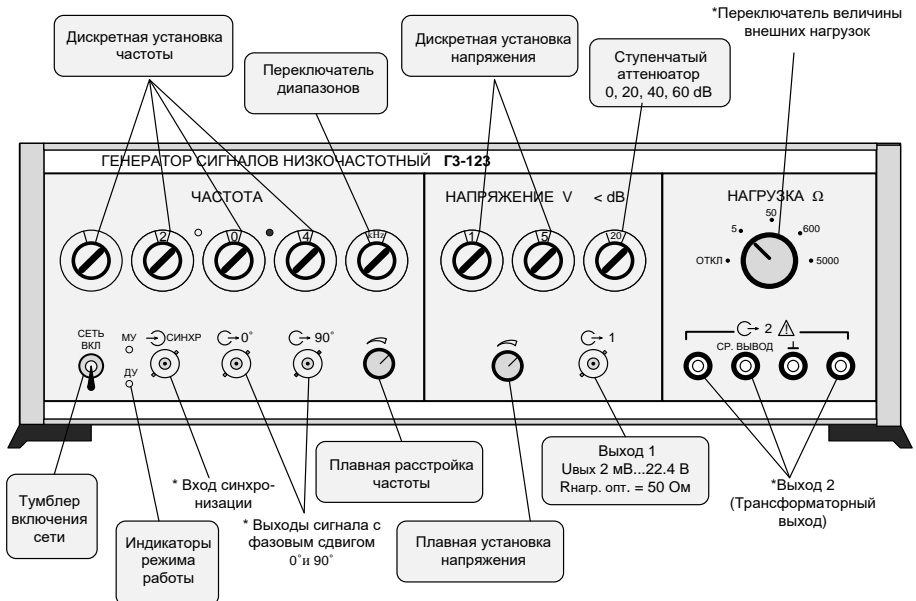 *Переключатель величины
внешних нагрузок
Дискретная установка
частоты
Переключатель
диапазонов
Дискретная установка
напряжения
Ступенчатый
аттенюатор
0, 20, 40, 60 dB
ГЕНЕРАТОР СИГНАЛОВ НИЗКОЧАСТОТНЫЙ ГЗ-123
ЧАСТОТА
НАПРЯЖЕНИЕ V < dB
НАГРУЗКА Ω
2 0 4 kHz
1 5 20
ОТКЛ 5 50 600 5000
СЕТЬ
ВКЛ
МУ
ДУ
СИНХР
0°
90°
1
2
СР. ВЫВОД
Тумблер
включения
сети
Индикаторы
режима
работы
* Вход синхро-
низации
* Выходы сигнала с
фазовым сдвигом
0°и 90°
Плавная расстройка
частоты
Плавная установка
напряжения
Выход 1
Uвых 2 мВ...22.4 В
Rнагр. опт. = 50 Ом
*Выход 2
(Трансформаторный
выход)